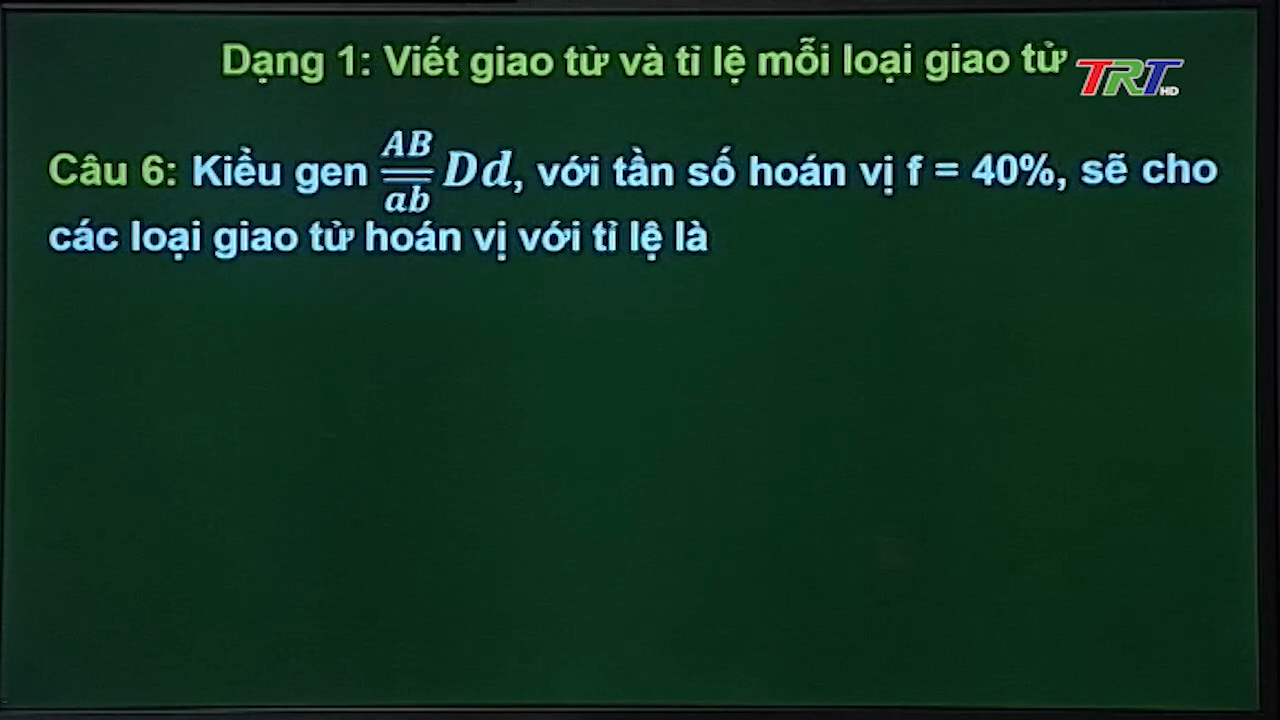 Dạng 1: Viết giao tử và tỉ lệ mỗi loại giao tử
TRT HD
Câu 6: Kiểu gen AB/ab Dd, với tần số hoán vị f = 40%, sẽ cho
các loại giao tử hoán vị với tỉ lệ là